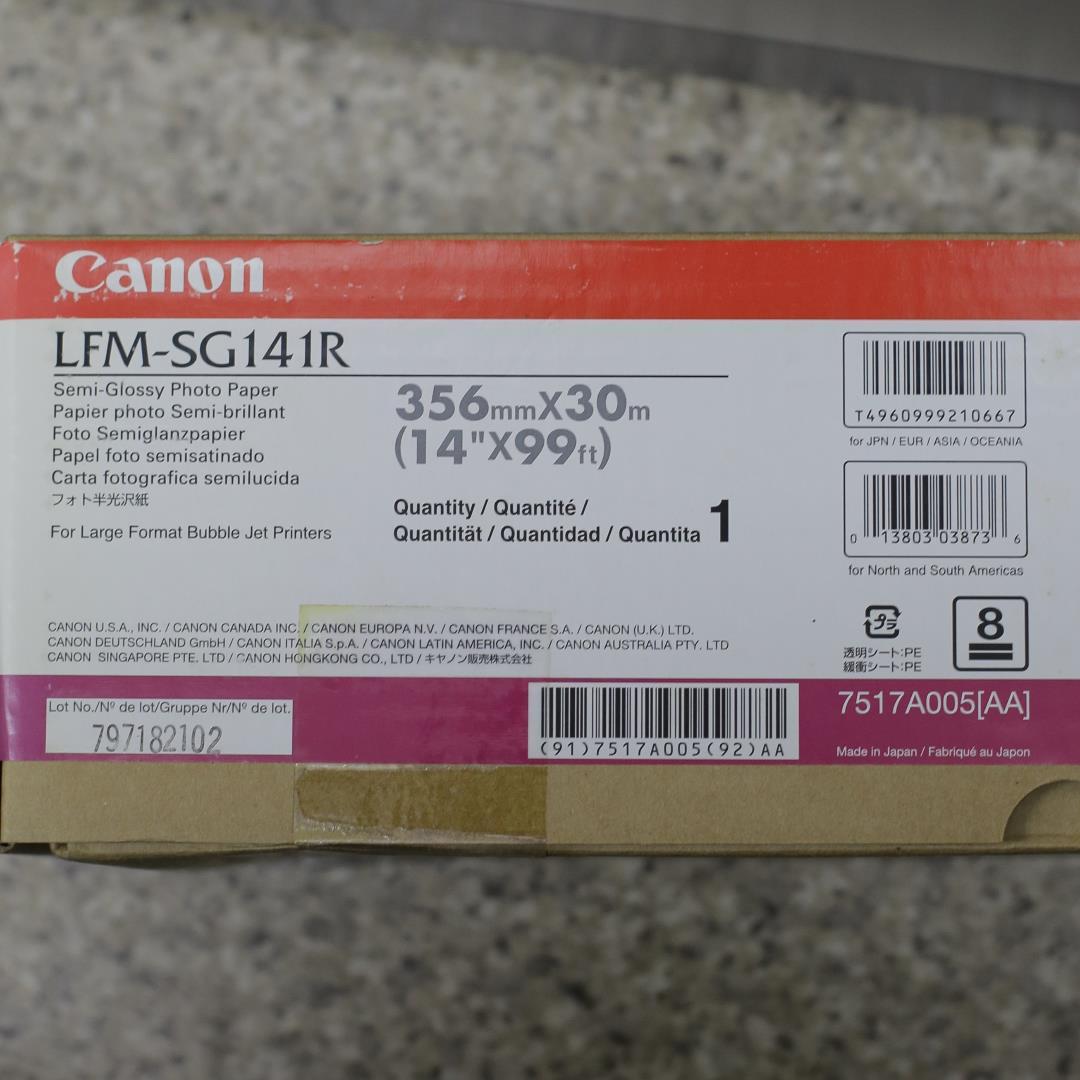 Canon
LFM-SG141R
Semi-Glossy Photo Paper
Papier photo Semi-brillant
Foto Semiglanzpapier
Papel foto semisatinado
Carta fotografica semilucida
フォト半光沢紙
For Large Format Bubble Jet Printers
356mmX30m
(14"X99ft)
Quantity / Quantité /
Quantität / Quantidad / Quantita 1
T4960999210667
for JPN / EUR / ASIA / OCEANIA
0 13803 03873 6
for North and South Americas
CANON U.S.A., INC. / CANON CANADA INC. / CANON EUROPA N.V. / CANON FRANCE S.A. / CANON (U.K.) LTD.
CANON DEUTSCHLAND GmbH / CANON ITALIA S.p.A. / CANON LATIN AMERICA, INC. / CANON AUSTRALIA PTY. LTD
CANON SINGAPORE PTE. LTD / CANON HONGKONG CO., LTD / キヤノン販売株式会社
プラ
透明シート:PE
緩衝シート:PE
8
Lot No./Nº de lot/Gruppe Nr/Nº de lot.
797182102
(91)7517A005(92)AA
7517A005[AA]
Made in Japan / Fabriqué au Japon